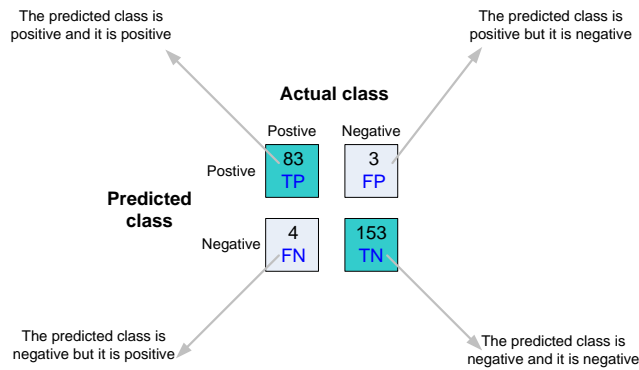 The predicted class is
positive and it is positive
The predicted class is
positive but it is negative
Actual class
Postive
Negative
Postive
83
TP
3
FP
Predicted
class
Negative
4
FN
153
TN
The predicted class is
negative but it is positive
The predicted class is
negative and it is negative